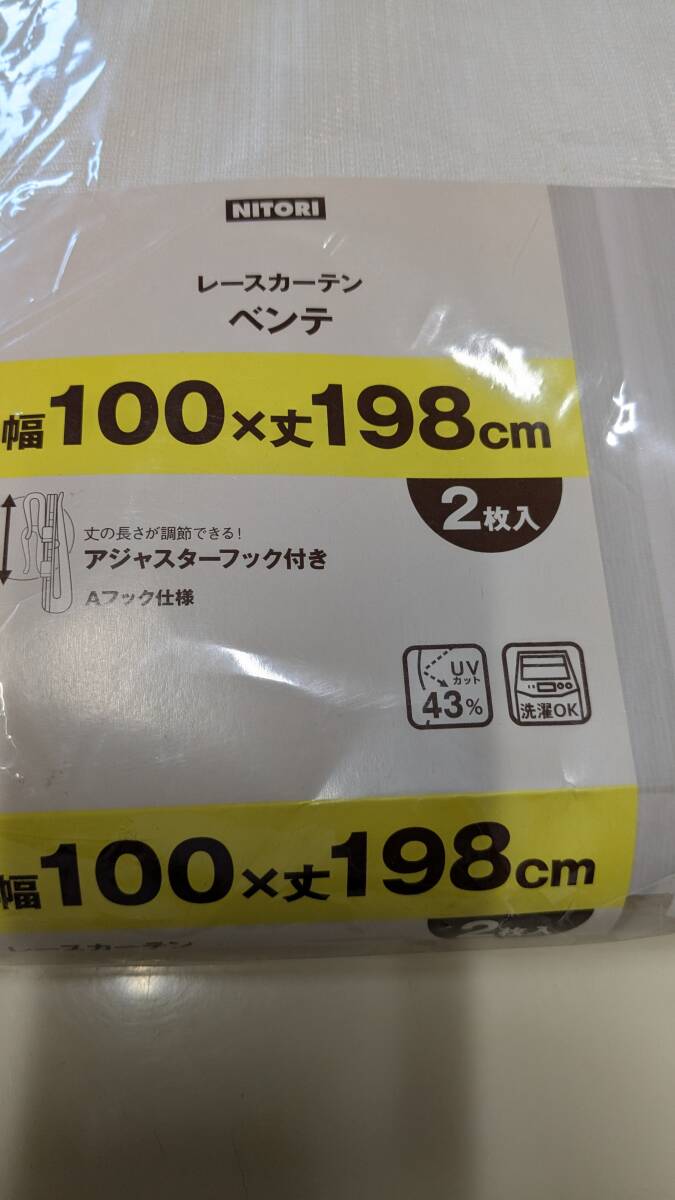 NITORI
レースカーテン
ベンテ
幅100×丈198cm
2枚入
丈の長さが調節できる!
アジャスターフック付き
Aフック仕様
UV
カット
43%
洗濯OK
幅100×丈198cm
2枚入
レースカーテン